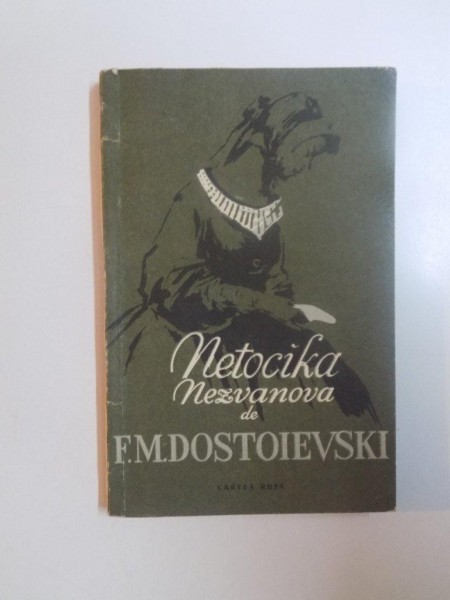 Netocika
Nezvanova
de
F.M.DOSTOIEVSKI
CARTEA RUSĂ